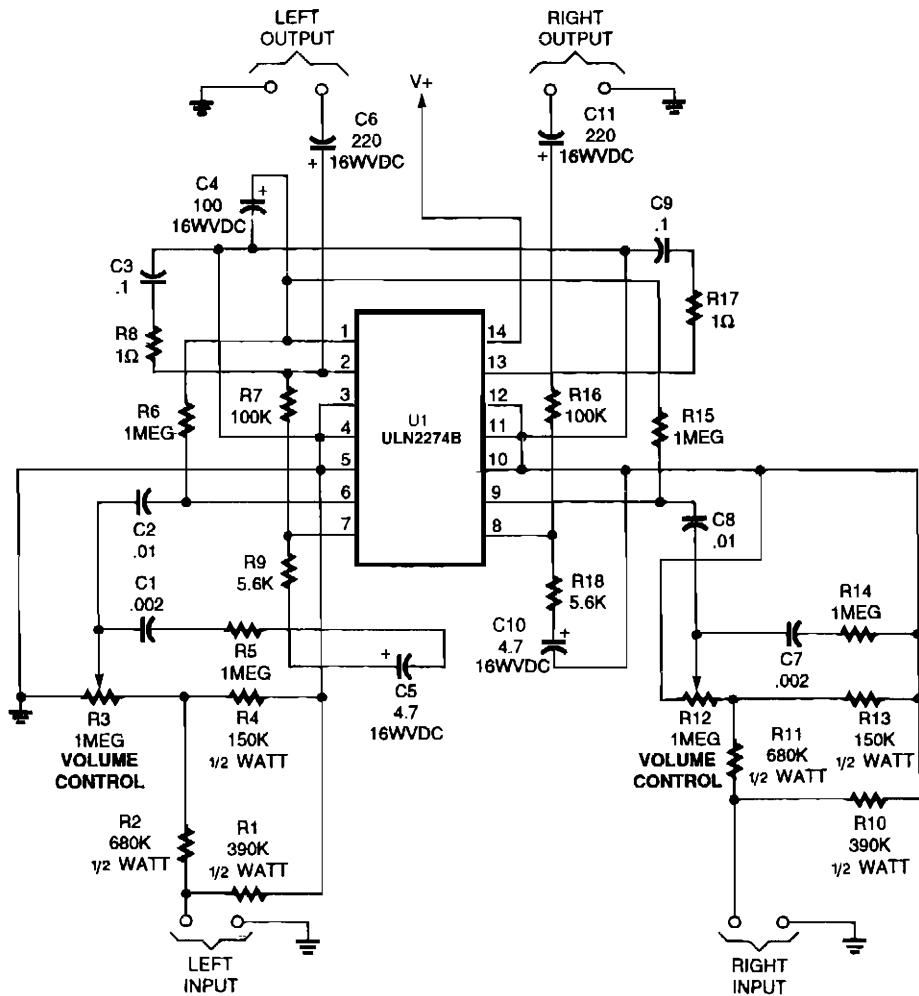 LEFT
OUTPUT
RIGHT
OUTPUT
V+
C6
220
16WVDC
+
C11
220
16WVDC
+
C4
100
16WVDC
+
C9
.1
C3
.1
R8
1Ω
R17
1Ω
1
2
3
4
5
6
7
14
13
12
11
10
9
8
U1
ULN2274B
R7
100K
R16
100K
R6
1MEG
R15
1MEG
C2
.01
C8
.01
R9
5.6K
R18
5.6K
C1
.002
R5
1MEG
C10
4.7
16WVDC
+
R14
1MEG
C7
.002
+
C5
4.7
16WVDC
R3
1MEG
VOLUME
CONTROL
R4
150K
1/2 WATT
R12
1MEG
VOLUME
CONTROL
R11
680K
1/2 WATT
R13
150K
1/2 WATT
R2
680K
1/2 WATT
R1
390K
1/2 WATT
R10
390K
1/2 WATT
LEFT
INPUT
RIGHT
INPUT